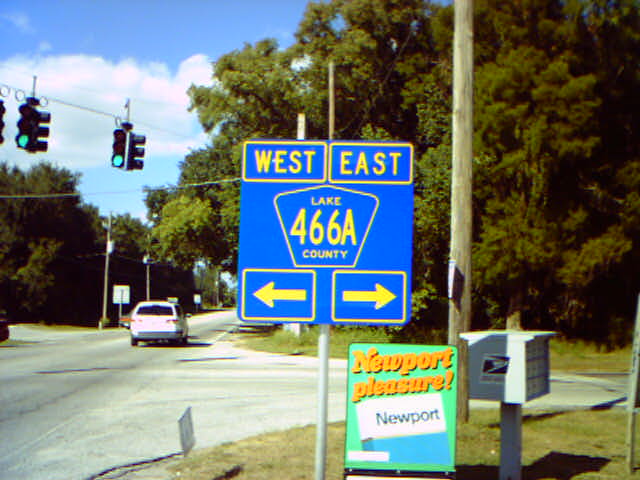 WEST EAST
LAKE
466A
COUNTY
Newport
pleasure!
Newport